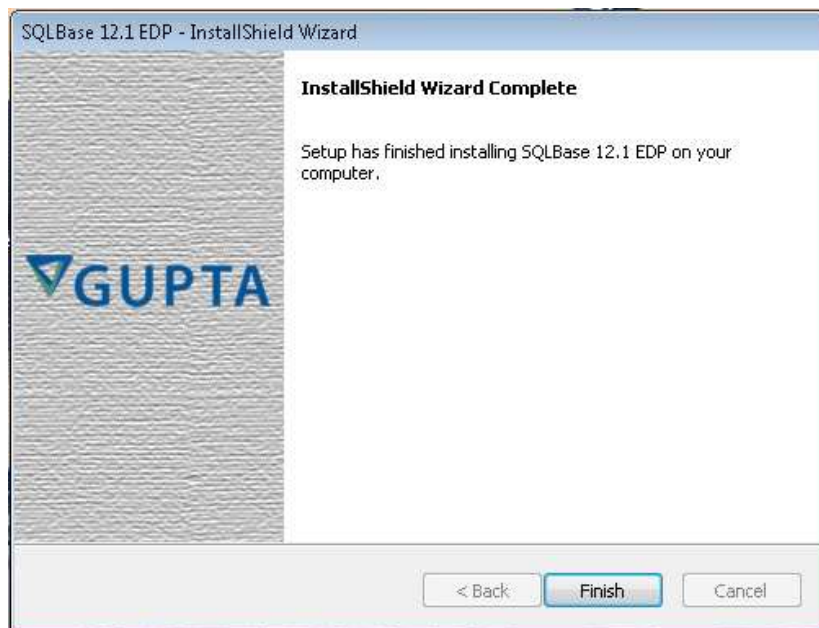 SQLBase 12.1 EDP - InstallShield Wizard
InstallShield Wizard Complete
Setup has finished installing SQLBase 12.1 EDP on your
computer.
GUPTA
< Back
Finish
Cancel